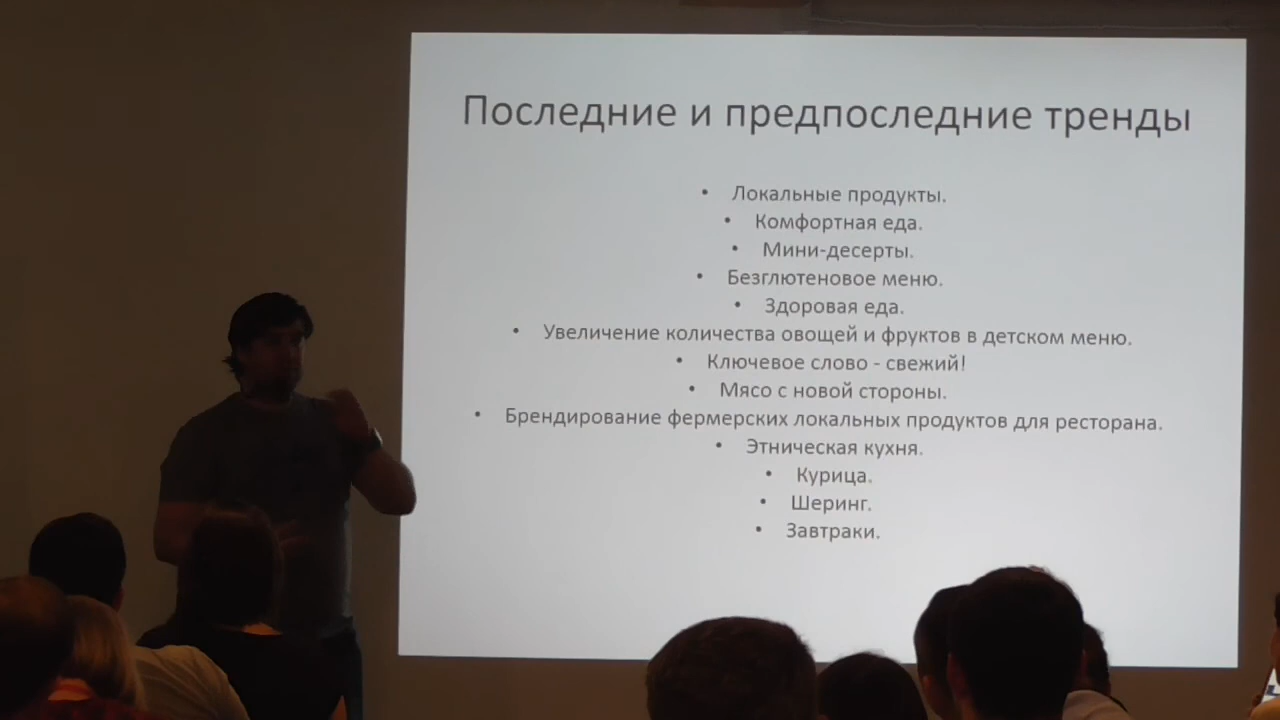 Последние и предпоследние тренды
• Локальные продукты.
• Комфортная еда.
• Мини-десерты.
• Безглютеновое меню.
• Здоровая еда.
• Увеличение количества овощей и фруктов в детском меню.
• Ключевое слово - свежий!
• Мясо с новой стороны.
• Брендирование фермерских локальных продуктов для ресторана.
• Этническая кухня.
• Курица.
• Шеринг.
• Завтраки.